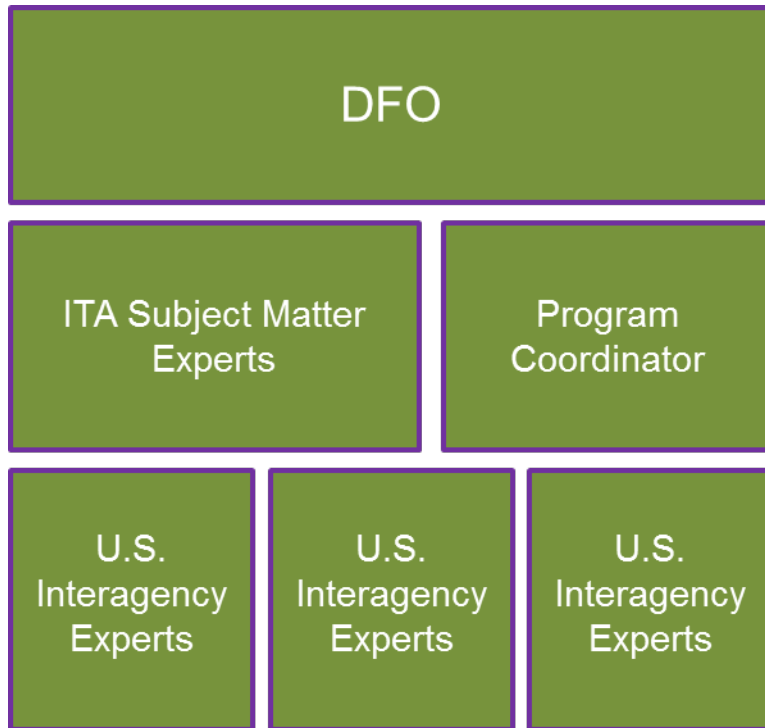 DFO
ITA Subject Matter
Experts
Program
Coordinator
U.S.
Interagency
Experts
U.S.
Interagency
Experts
U.S.
Interagency
Experts